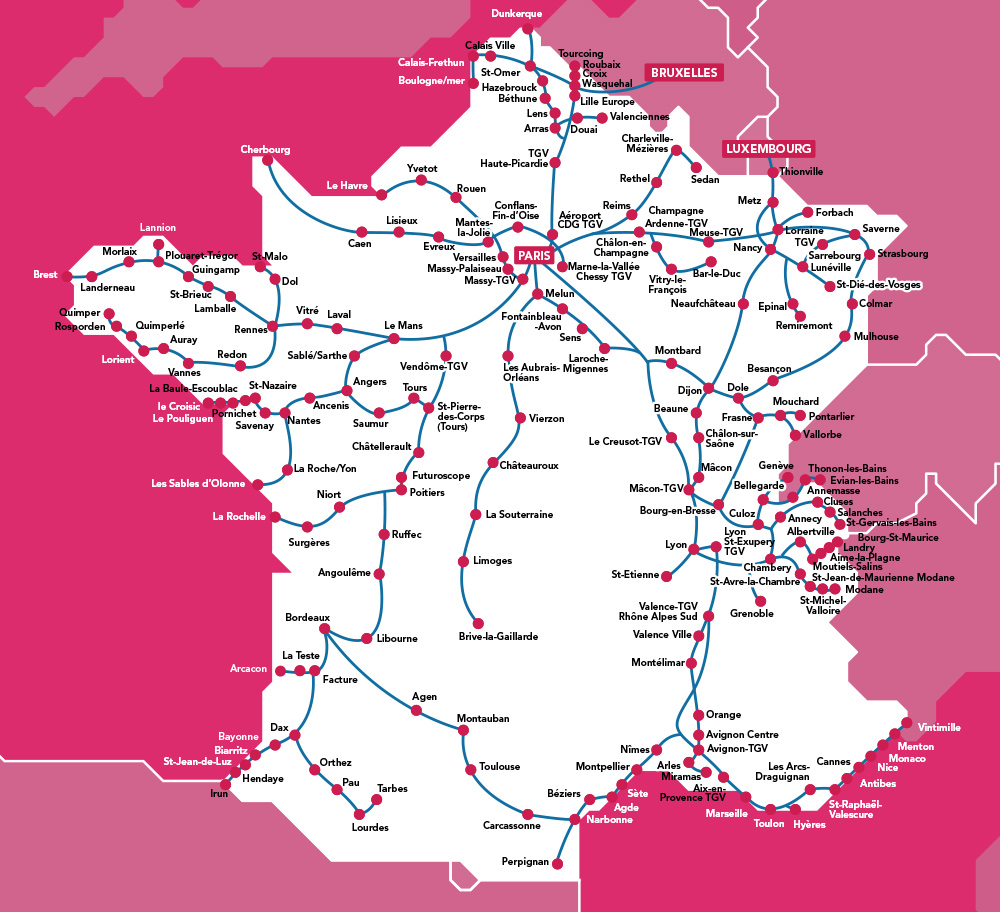 Dunkerque
Calais Ville
Calais-Frethun
Boulogne/mer
St-Omer
Hazebrouck
Béthune
Lens
Arras
Tourcoing
Roubaix
Croix
Wasquehal
Lille Europe
Valenciennes
Douai
BRUXELLES
LUXEMBOURG
TGV
Haute-Picardie
Charleville-
Mézières
Sedan
Rethel
Reims
Thionville
Metz
Forbach
Cherbourg
Le Havre
Yvetot
Rouen
Conflans-
Fin-d'Oise
Mantes-
la-Jolie
Lisieux
Caen
Evreux
Versailles
Massy-Palaiseau
Massy-TGV
PARIS
Aéroport
CDG TGV
Champagne
Ardenne-TGV
Meuse-TGV
Châlon-en-
Champagne
Marne-la-Vallée
Chessy TGV
Vitry-le-
François
Bar-le-Duc
Lorraine
TGV
Nancy
Saverne
Sarrebourg
Strasbourg
Lunéville
St-Dié-des-Vosges
Colmar
Neufchâteau
Epinal
Remiremont
Mulhouse
Lannion
Morlaix
Plouaret-Trégor
Brest
Landerneau
Guingamp
St-Brieuc
Lamballe
St-Malo
Dol
Quimper
Rosporden
Quimperlé
Lorient
Auray
Vannes
Redon
Rennes
Vitré
Laval
Le Mans
Sablé/Sarthe
Vendôme-TGV
Melun
Fontainbleau
-Avon
Sens
Laroche-
Migennes
Les Aubrais-
Orléans
Montbard
La Baule-Escoublac
le Croisic
Le Pouliguen
Pornichet
St-Nazaire
Savenay
Nantes
Ancenis
Angers
Saumur
Tours
St-Pierre-
des-Corps
(Tours)
Châtellerault
Futuroscope
Poitiers
Vierzon
Châteauroux
La Souterraine
Limoges
Brive-la-Gaillarde
Dijon
Dole
Besançon
Beaune
Mouchard
Frasne
Pontarlier
Vallorbe
Le Creusot-TGV
Châlon-sur-
Saône
Mâcon
Mâcon-TGV
Bourg-en-Bresse
Genève
Bellegarde
Thonon-les-Bains
Evian-les-Bains
Annemasse
Cluses
Salanches
St-Gervais-les-Bains
Culoz
Annecy
Albertville
Bourg-St-Maurice
Landry
Aime-la-Plagne
Moutiels-Salins
Lyon
Lyon
St-Exupery
TGV
Chambery
St-Etienne
St-Avre-la-Chambre
St-Jean-de-Maurienne Modane
Modane
St-Michel-
Valloire
Grenoble
La Roche/Yon
Les Sables d'Olonne
La Rochelle
Niort
Surgères
Ruffec
Angoulême
Bordeaux
Libourne
La Teste
Arcacon
Facture
Valence-TGV
Rhône Alpes Sud
Valence Ville
Montélimar
Agen
Montauban
Toulouse
Carcassonne
Dax
Bayonne
Biarritz
St-Jean-de-Luz
Hendaye
Irun
Orthez
Pau
Tarbes
Lourdes
Orange
Avignon Centre
Avignon-TGV
Nîmes
Montpellier
Arles
Miramas
Aix-en-
Provence TGV
Béziers
Sète
Agde
Narbonne
Perpignan
Marseille
Toulon
Hyères
Les Arcs-
Draguignan
St-Raphaël-
Valescure
Cannes
Antibes
Nice
Monaco
Menton
Vintimille